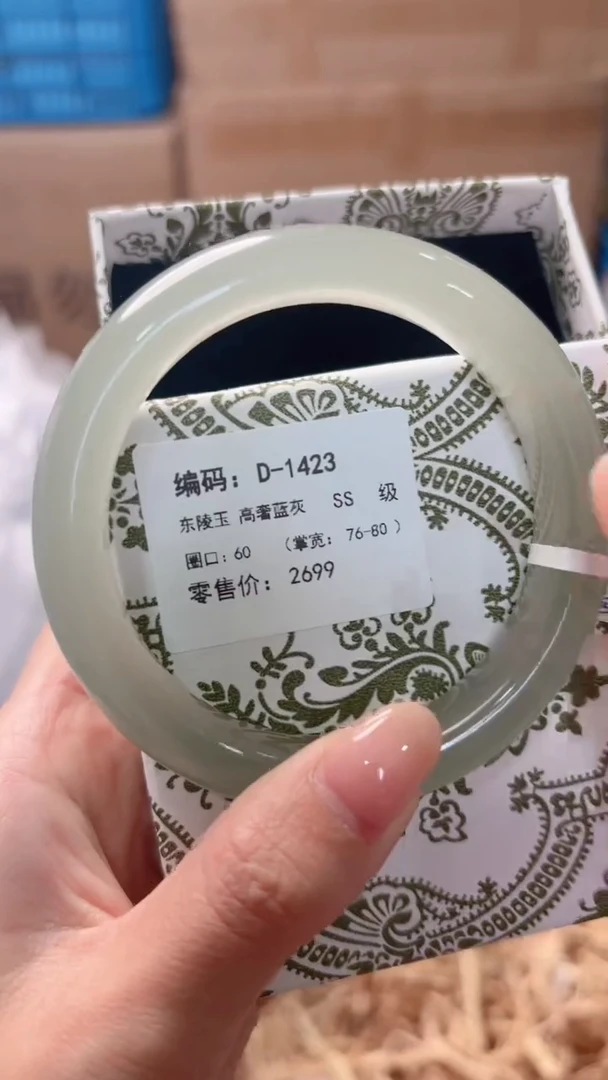 编码：D-1423
东陵玉 高奢蓝灰 SS 级
圈口：60 （掌宽：76-80 ）
零售价：2699